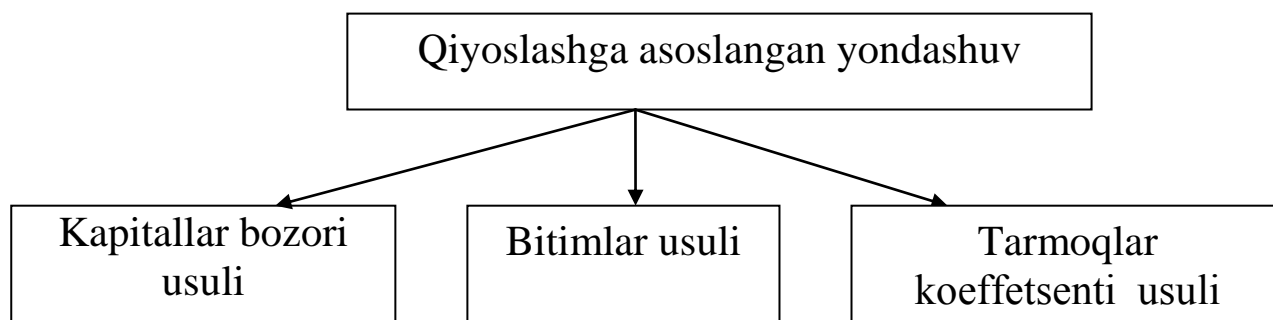 Qiyoslashga asoslangan yondashuv
Kapitallar bozori
usuli
Bitimlar usuli
Tarmoqlar
koeffetsenti usuli